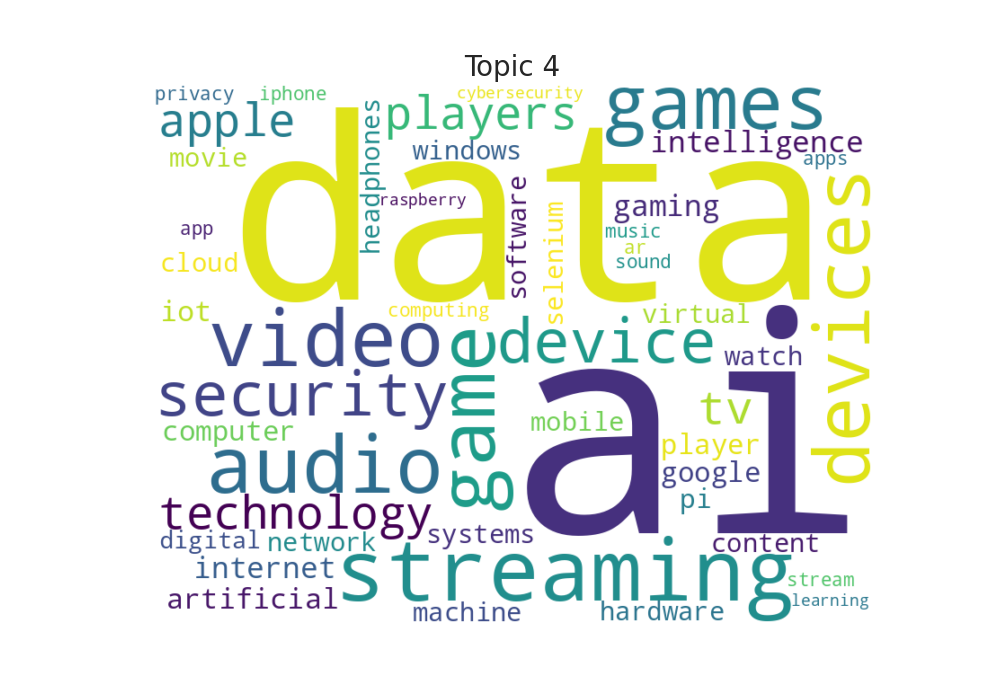 Topic 4
privacy
iphone
cybersecurity
apple
headphones
players
games
movie
windows
intelligence
apps
data
raspberry
software
selenium
gaming
music
ar
sound
devices
app
cloud
iot
computing
virtual
video
game
device
watch
ai
security
computer
mobile
tv
player
audio
google
pi
technology
systems
content
digital
network
internet
streaming
stream
artificial
machine
hardware
learning